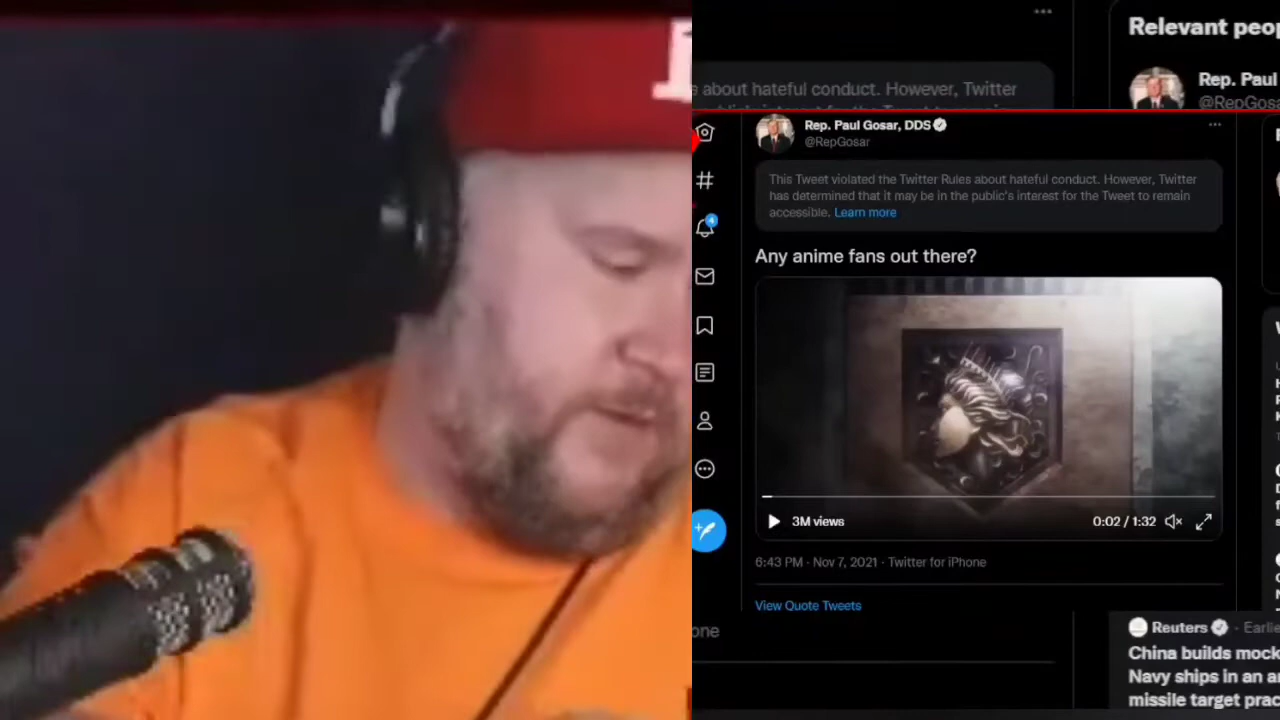 Relevant peop
about hateful conduct. However, Twitter
Rep. Paul
@RepGosa
Rep. Paul Gosar, DDS
@RepGosar
This Tweet violated the Twitter Rules about hateful conduct. However, Twitter
has determined that it may be in the public's interest for the Tweet to remain
accessible. Learn more
4
Any anime fans out there?
3M views
0:02 / 1:32
6:43 PM · Nov 7, 2021 · Twitter for iPhone
View Quote Tweets
one
Reuters · Earlie
China builds mock
Navy ships in an a
missile target prac